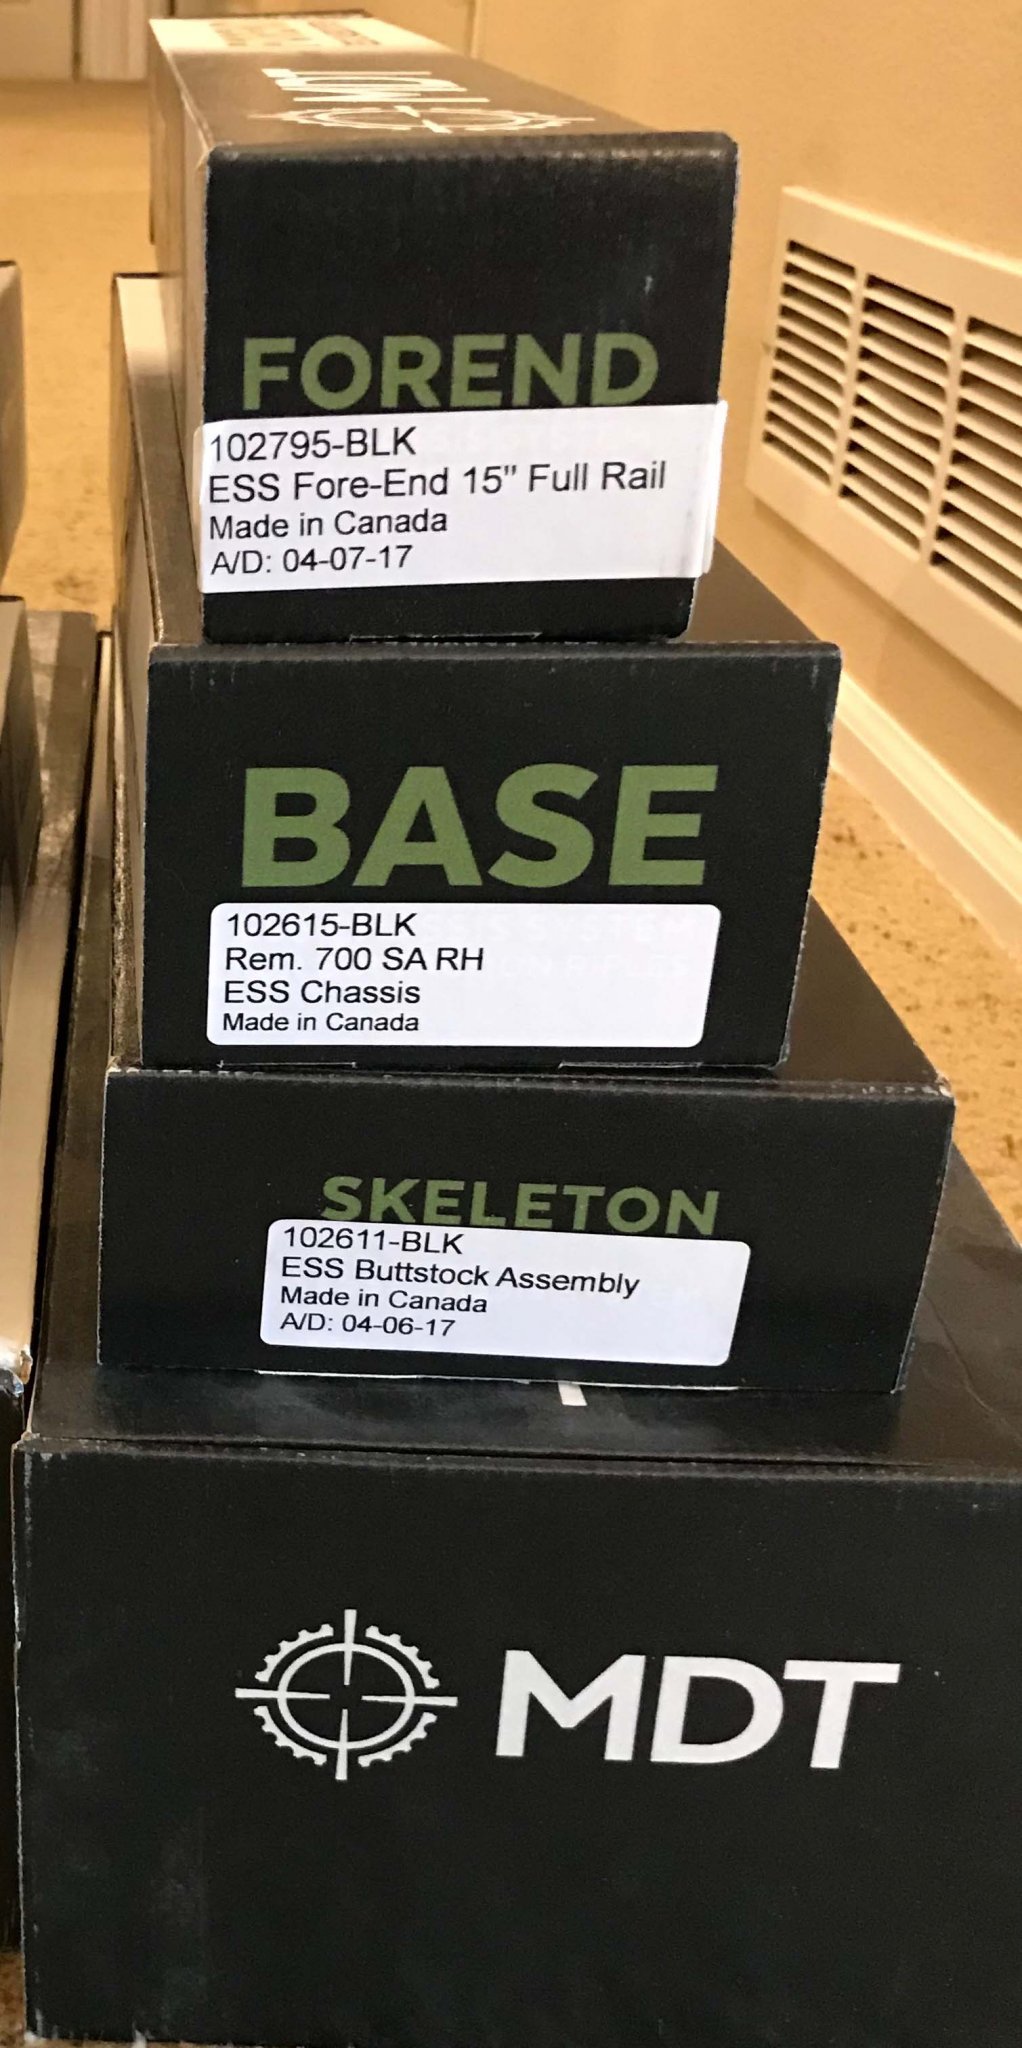 MDT
FOREND
102795-BLK
ESS Fore-End 15" Full Rail
Made in Canada
A/D: 04-07-17
BASE
102615-BLK
Rem. 700 SA RH
ESS Chassis
Made in Canada
SKELETON
102611-BLK
ESS Buttstock Assembly
Made in Canada
A/D: 04-06-17
MDT